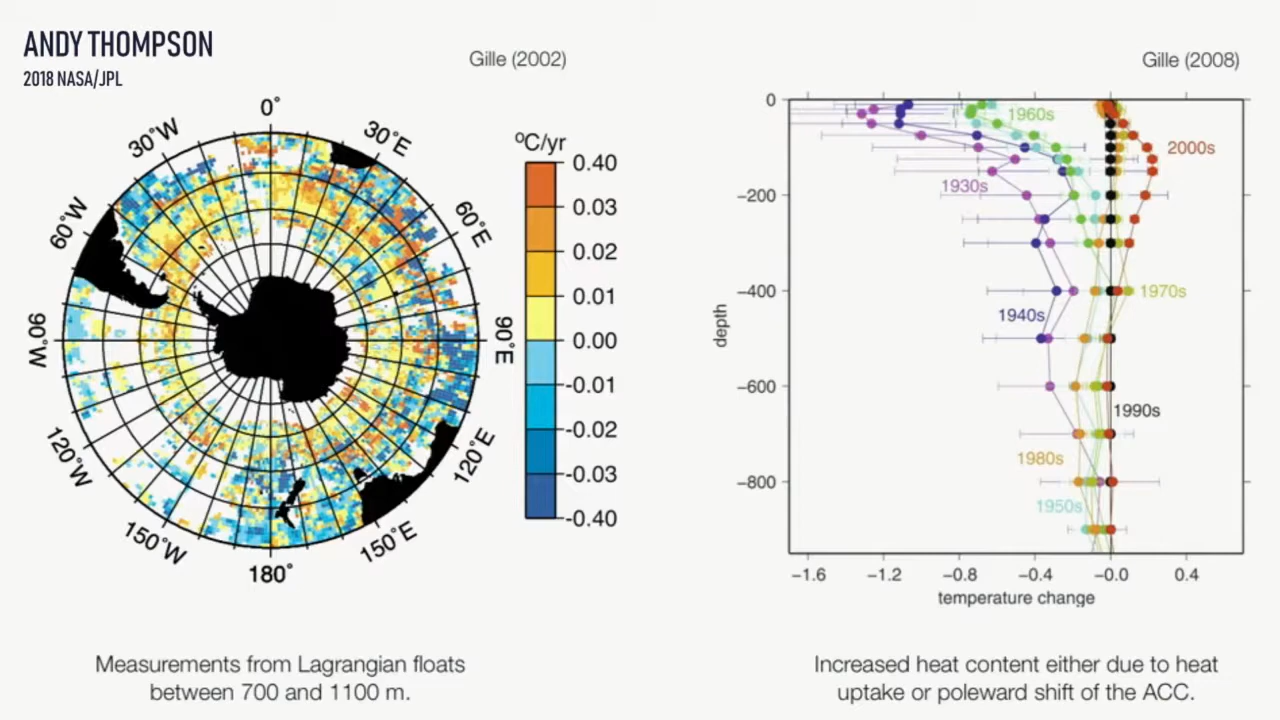 ANDY THOMPSON
2018 NASA/JPL
Gille (2002)
0°
30°E
60°E
90°E
120°E
150°E
180°
150°W
120°W
90°W
60°W
30°W
ºC/yr
0.40
0.03
0.02
0.01
0.00
-0.01
-0.02
-0.03
-0.40
Measurements from Lagrangian floats
between 700 and 1100 m.
Gille (2008)
0
−200
−400
−600
−800
depth
1960s
2000s
1930s
1970s
1940s
1990s
1980s
1950s
−1.6
−1.2
−0.8
−0.4
−0.0
0.4
temperature change
Increased heat content either due to heat
uptake or poleward shift of the ACC.